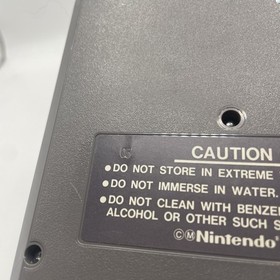 CAUTION
•DO NOT STORE IN EXTREME
•DO NOT IMMERSE IN WATER.
•DO NOT CLEAN WITH BENZE
ALCOHOL OR OTHER SUCH S
©ⓂNintendo